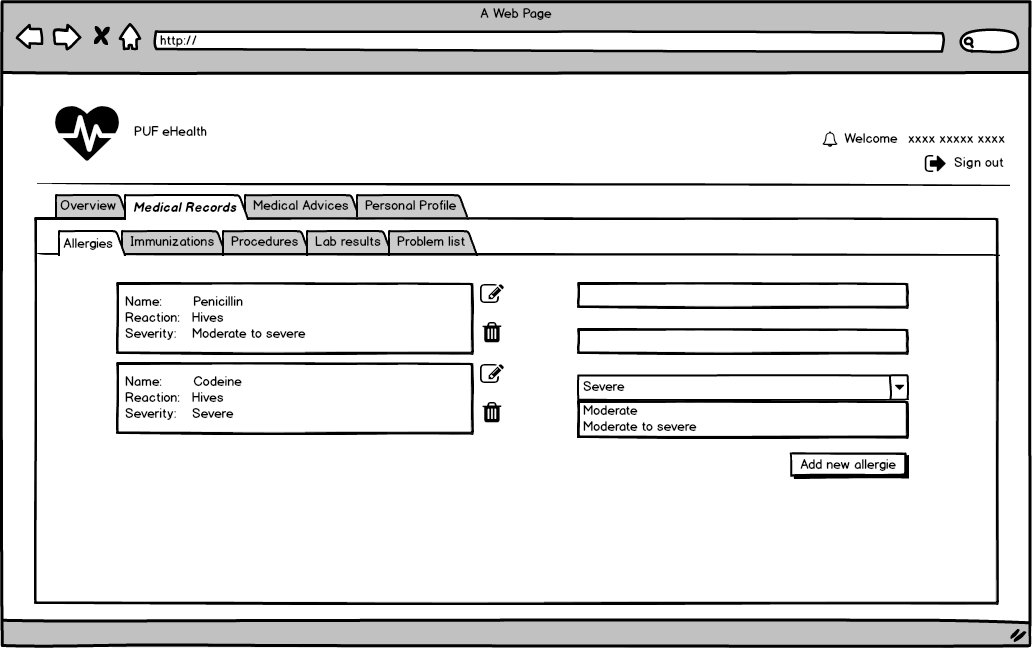 A Web Page
http://
PUF eHealth
Welcome xxxx xxxxx xxxx
Sign out
Overview Medical Records Medical Advices Personal Profile
Allergies Immunizations Procedures Lab results Problem list
Name: Penicillin
Reaction: Hives
Severity: Moderate to severe
Name: Codeine
Reaction: Hives
Severity: Severe
Severe
Moderate
Moderate to severe
Add new allergie